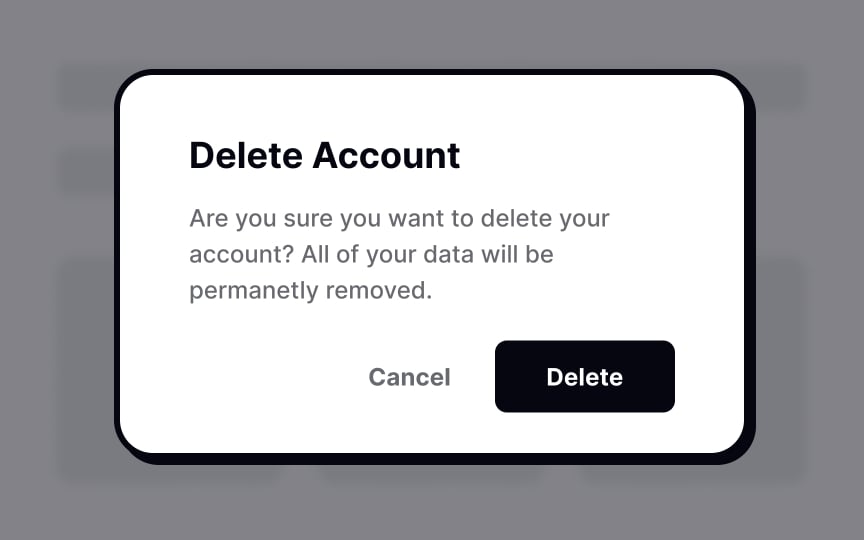 Delete Account
Are you sure you want to delete your
account? All of your data will be
permanetly removed.
Cancel
Delete